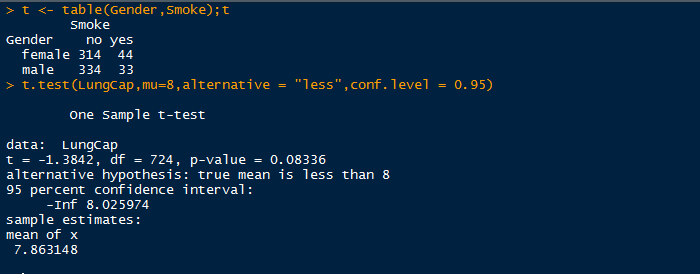 > t <- table(Gender,Smoke);t
Smoke
Gender no yes
female 314 44
male 334 33
> t.test(LungCap,mu=8,alternative = "less",conf.level = 0.95)
One Sample t-test
data: LungCap
t = -1.3842, df = 724, p-value = 0.08336
alternative hypothesis: true mean is less than 8
95 percent confidence interval:
-Inf 8.025974
sample estimates:
mean of x
7.863148